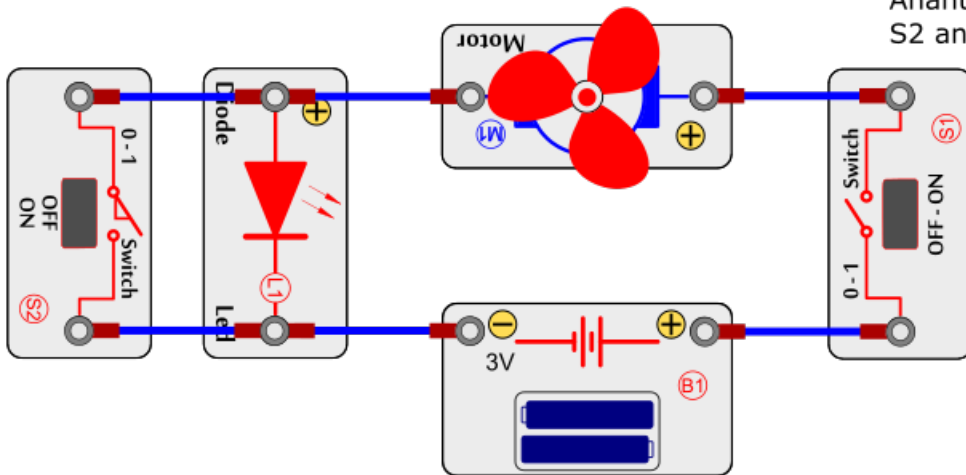 S2 an
Motor
M1
+
Diode
+
L1
Led
0 - 1
OFF
ON
Switch
S2
S1
Switch
OFF - ON
0 - 1
−
+
3V
B1